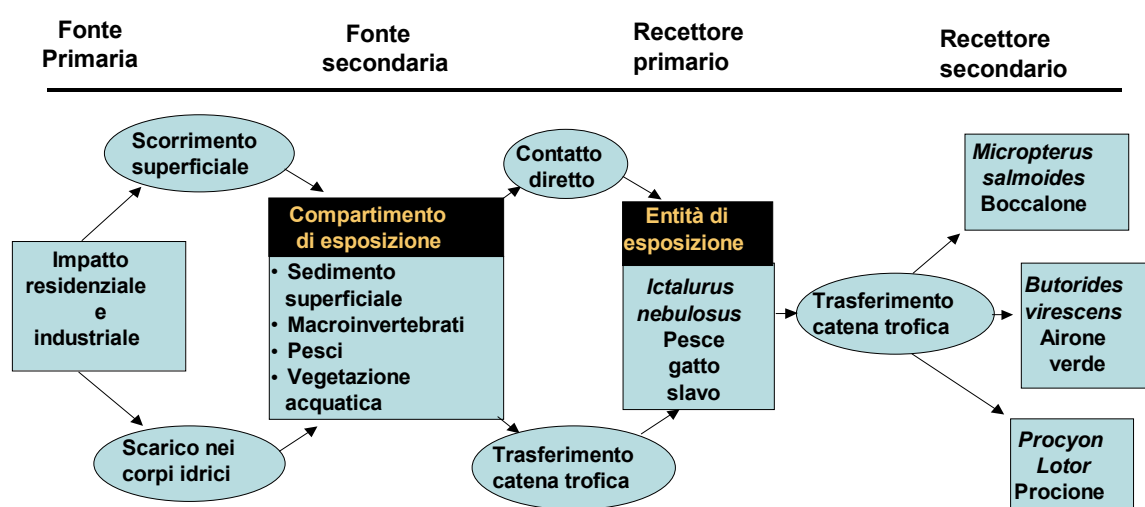 Fonte
Primaria
Fonte
secondaria
Recettore
primario
Recettore
secondario
Scorrimento
superficiale
Contatto
diretto
Micropterus
salmoides
Boccalone
Compartimento
di esposizione
Entità di
esposizione
Impatto
residenziale
e
industriale
• Sedimento
superficiale
• Macroinvertebrati
• Pesci
• Vegetazione
acquatica
Ictalurus
nebulosus
Pesce
gatto
slavo
Trasferimento
catena trofica
Butorides
virescens
Airone
verde
Scarico nei
corpi idrici
Trasferimento
catena trofica
Procyon
Lotor
Procione